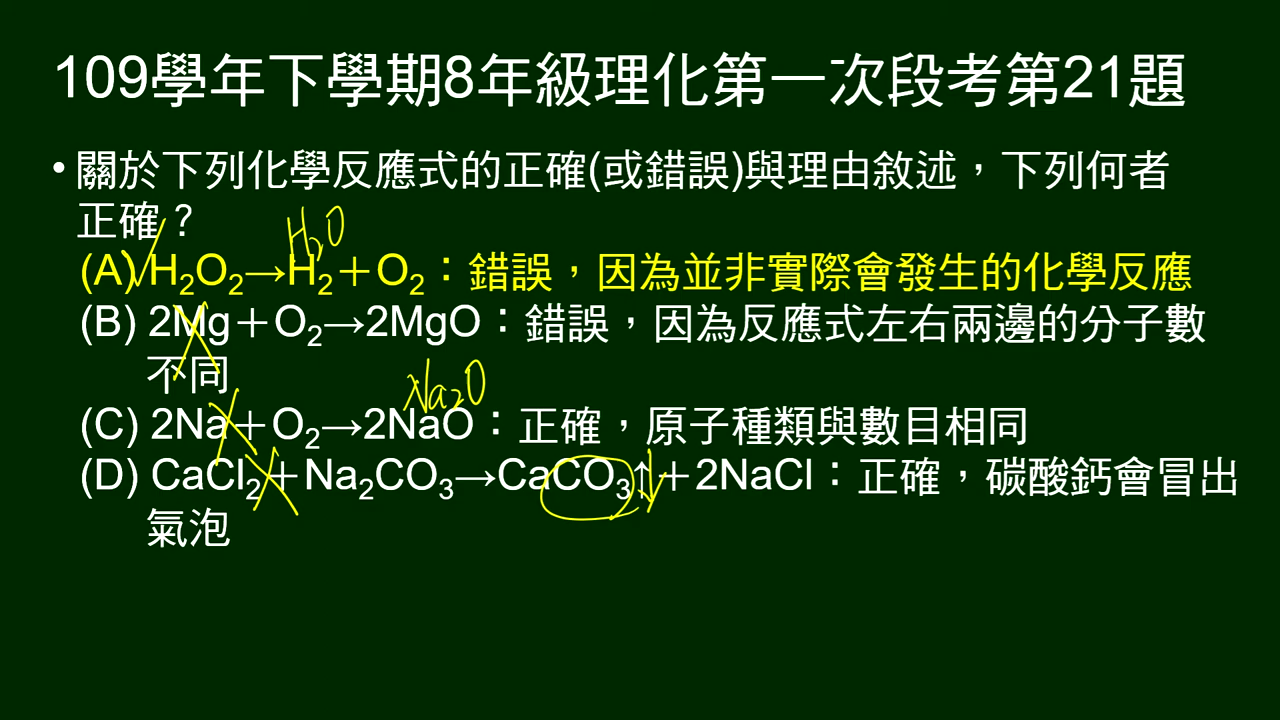 109學年下學期8年級理化第一次段考第21題
•關於下列化學反應式的正確(或錯誤)與理由敘述，下列何者
正確？
H₂O
(A) H₂O₂→H₂＋O₂：錯誤，因為並非實際會發生的化學反應
(B) 2Mg＋O₂→2MgO：錯誤，因為反應式左右兩邊的分子數
不同
Na₂O
(C) 2Na＋O₂→2NaO：正確，原子種類與數目相同
(D) CaCl₂＋Na₂CO₃→CaCO₃↑＋2NaCl：正確，碳酸鈣會冒出
氣泡